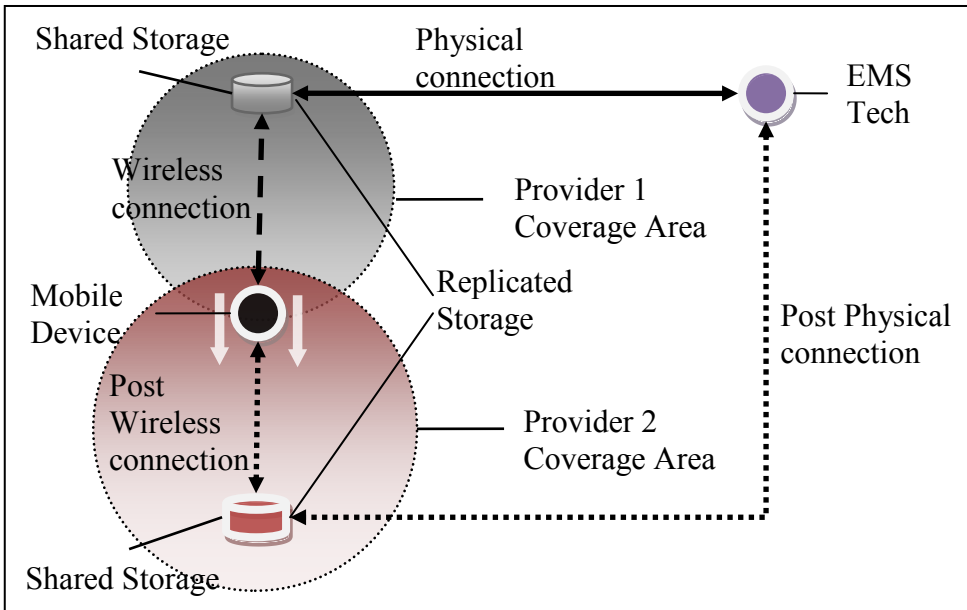 Shared Storage
Physical
connection
EMS
Tech
Wireless
connection
Provider 1
Coverage Area
Mobile
Device
Replicated
Storage
Post Physical
connection
Post
Wireless
connection
Provider 2
Coverage Area
Shared Storage